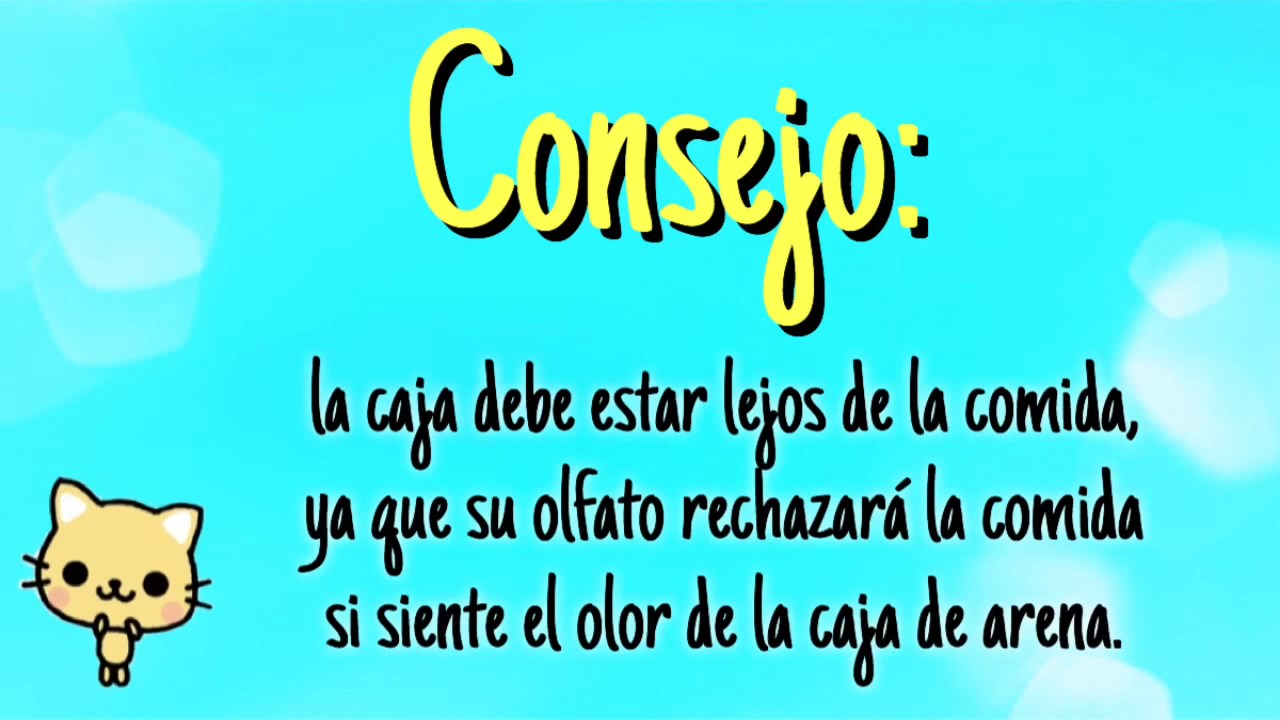 Consejo:
la caja debe estar lejos de la comida,
ya que su olfato rechazará la comida
si siente el olor de la caja de arena.